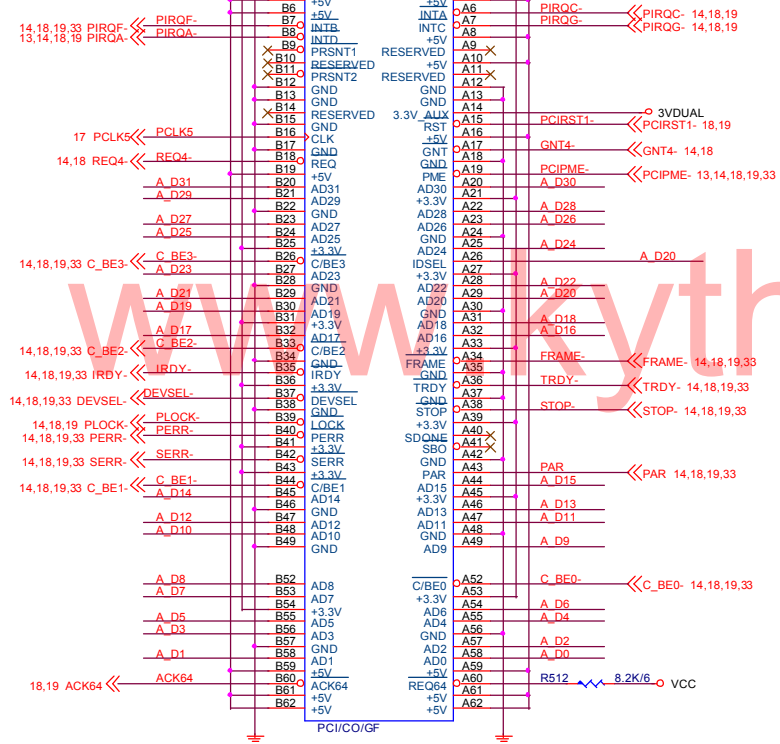 +5V +5V
B6 +5V INTA A6 PIRQC- PIRQC- 14,18,19
14,18,19,33 PIRQF- PIRQF- B7 INTB INTC A7 PIRQG- PIRQG- 14,18,19
13,14,18,19 PIRQA- PIRQA- B8 INTD +5V A8
B9 PRSNT1 RESERVED A9
B10 RESERVED +5V A10
B11 PRSNT2 RESERVED A11
B12 GND GND A12
B13 GND GND A13
B14 RESERVED 3.3V_AUX A14 3VDUAL
B15 GND RST A15 PCIRST1- PCIRST1- 18,19
17 PCLK5 PCLK5 B16 CLK +5V A16
B17 GND GNT A17 GNT4- GNT4- 14,18
14,18 REQ4- REQ4- B18 REQ GND A18
B19 +5V PME A19 PCIPME- PCIPME- 13,14,18,19,33
A_D31 B20 AD31 AD30 A20 A_D30
A_D29 B21 AD29 +3.3V A21
B22 GND AD28 A22 A_D28
A_D27 B23 AD27 AD26 A23 A_D26
A_D25 B24 AD25 GND A24
B25 +3.3V AD24 A25 A_D24
14,18,19,33 C_BE3- C_BE3- B26 C/BE3 IDSEL A26 A_D20
A_D23 B27 AD23 +3.3V A27
B28 GND AD22 A28 A_D22
A_D21 B29 AD21 AD20 A29 A_D20
A_D19 B30 AD19 GND A30
B31 +3.3V AD18 A31 A_D18
A_D17 B32 AD17 AD16 A32 A_D16
14,18,19,33 C_BE2- C_BE2- B33 C/BE2 +3.3V A33
B34 GND FRAME A34 FRAME- FRAME- 14,18,19,33
14,18,19,33 IRDY- IRDY- B35 IRDY GND A35
B36 +3.3V TRDY A36 TRDY- TRDY- 14,18,19,33
14,18,19,33 DEVSEL- DEVSEL- B37 DEVSEL GND A37
B38 GND STOP A38 STOP- STOP- 14,18,19,33
14,18,19 PLOCK- PLOCK- B39 LOCK +3.3V A39
14,18,19,33 PERR- PERR- B40 PERR SDONE A40
B41 +3.3V SBO A41
14,18,19,33 SERR- SERR- B42 SERR GND A42
B43 +3.3V PAR A43 PAR PAR 14,18,19,33
14,18,19,33 C_BE1- C_BE1- B44 C/BE1 AD15 A44 A_D15
A_D14 B45 AD14 +3.3V A45
B46 GND AD13 A46 A_D13
A_D12 B47 AD12 AD11 A47 A_D11
A_D10 B48 AD10 GND A48
B49 GND AD9 A49 A_D9
A_D8 B52 AD8 C/BE0 A52 C_BE0- C_BE0- 14,18,19,33
A_D7 B53 AD7 +3.3V A53
B54 +3.3V AD6 A54 A_D6
A_D5 B55 AD5 AD4 A55 A_D4
A_D3 B56 AD3 GND A56
B57 GND AD2 A57 A_D2
A_D1 B58 AD1 AD0 A58 A_D0
B59 +5V +5V A59
18,19 ACK64 ACK64 B60 ACK64 REQ64 A60 R512 8.2K/6 VCC
B61 +5V +5V A61
B62 +5V +5V A62
PCI/CO/GF
www.kyth